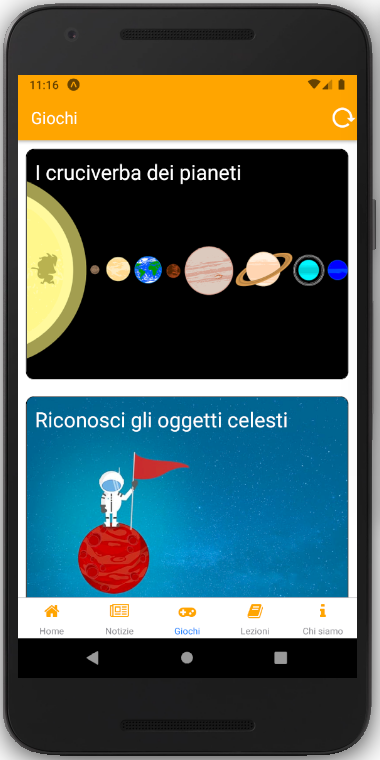 11:16
Giochi
I cruciverba dei pianeti
Riconosci gli oggetti celesti
Home Notizie Giochi Lezioni Chi siamo